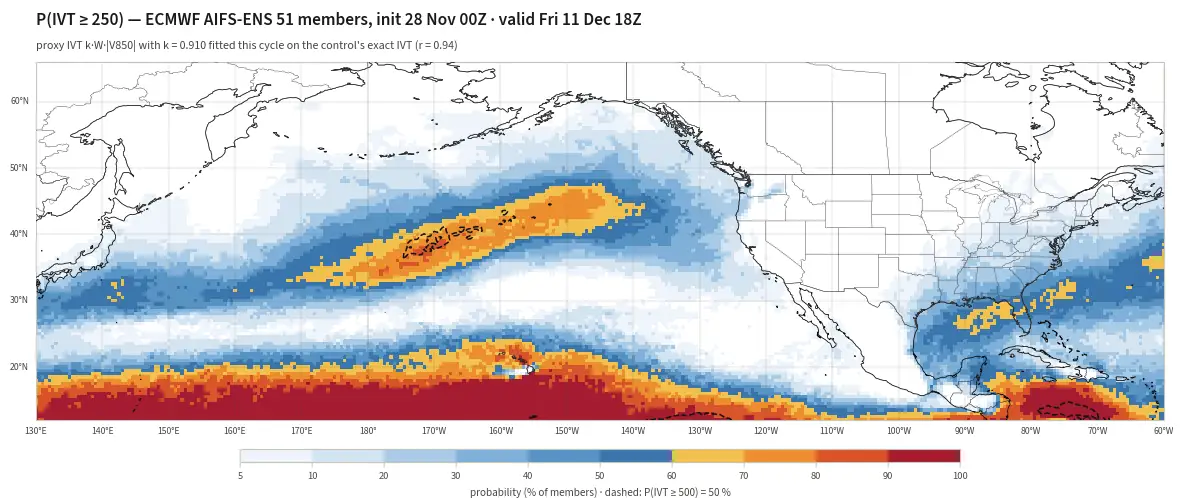 P(IVT ≥ 250) — ECMWF AIFS-ENS 51 members, init 28 Nov 00Z · valid Fri 11 Dec 18Z
proxy IVT k·W·|V850| with k = 0.910 fitted this cycle on the control's exact IVT (r = 0.94)
60°N
50°N
40°N
30°N
20°N
130°E 140°E 150°E 160°E 170°E 180° 170°W 160°W 150°W 140°W 130°W 120°W 110°W 100°W 90°W 80°W 70°W 60°W
5 10 20 30 40 50 60 70 80 90 100
probability (% of members) · dashed: P(IVT ≥ 500) = 50 %